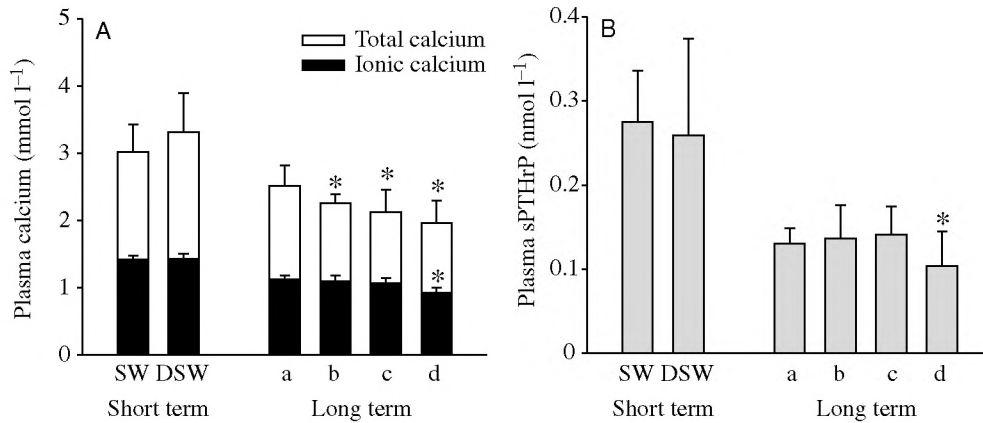 A
Plasma calcium (mmol l⁻¹)
5
4
3
2
1
0
Total calcium
Ionic calcium
*
*
*
*
SW DSW a b c d
Short term Long term
B
Plasma sPTHrP (nmol l⁻¹)
0.4
0.3
0.2
0.1
0
*
SW DSW a b c d
Short term Long term